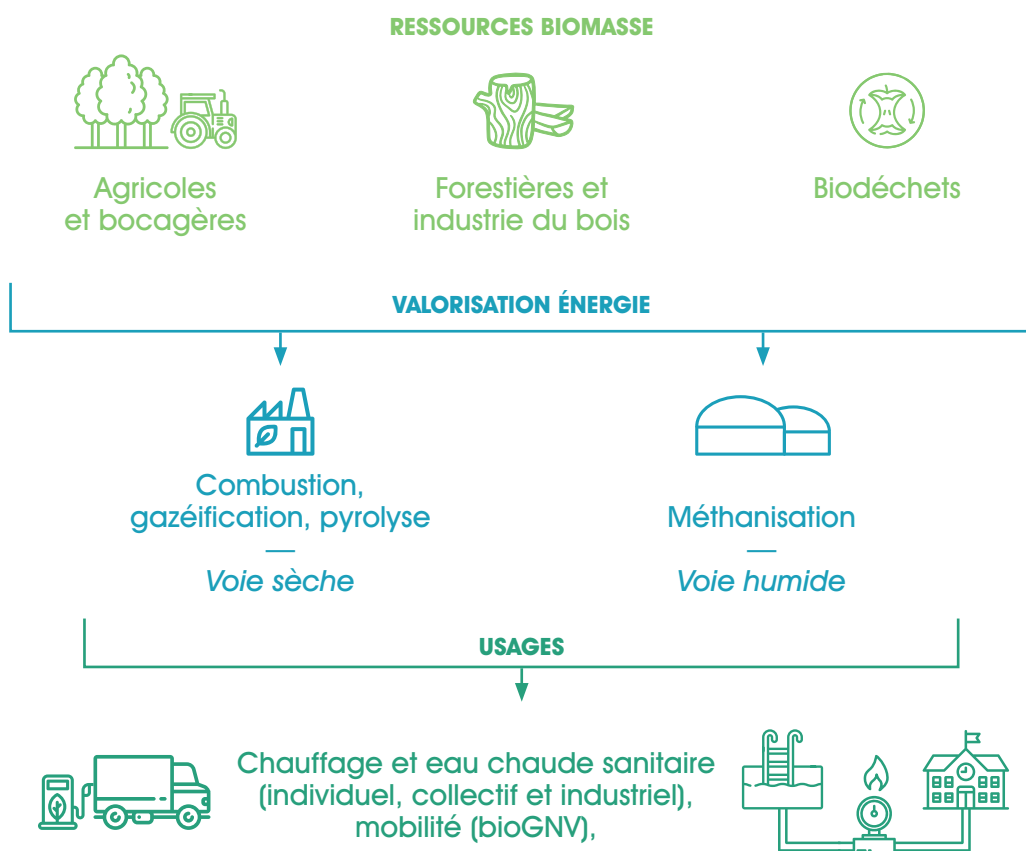 RESSOURCES BIOMASSE
Agricoles
et bocagères
Forestières et
industrie du bois
Biodéchets
VALORISATION ÉNERGIE
Combustion,
gazéification, pyrolyse
Voie sèche
Méthanisation
Voie humide
USAGES
Chauffage et eau chaude sanitaire
(individuel, collectif et industriel),
mobilité (bioGNV),